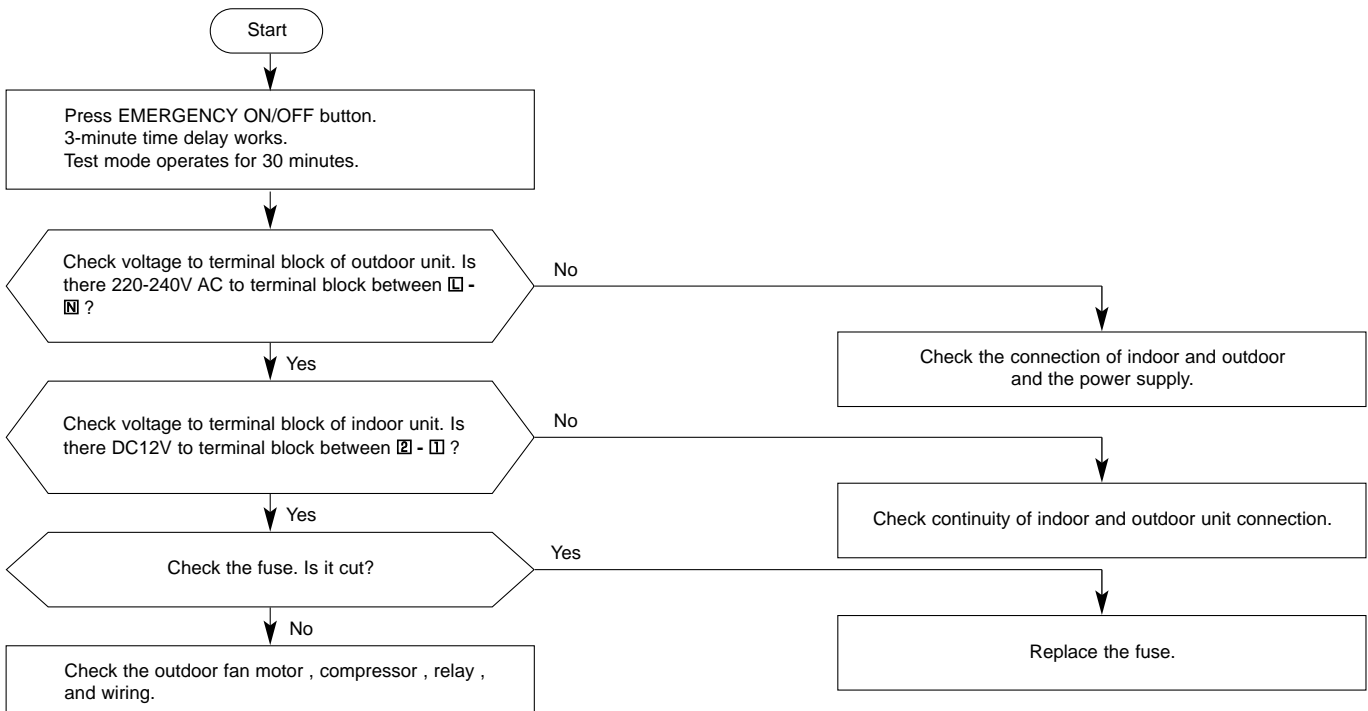 Start
Press EMERGENCY ON/OFF button.
3-minute time delay works.
Test mode operates for 30 minutes.
Check voltage to terminal block of outdoor unit. Is
there 220-240V AC to terminal block between L -
N ?
No
Check the connection of indoor and outdoor
and the power supply.
Yes
Check voltage to terminal block of indoor unit. Is
there DC12V to terminal block between 2 - 1 ?
No
Check continuity of indoor and outdoor unit connection.
Yes
Check the fuse. Is it cut?
Yes
Replace the fuse.
No
Check the outdoor fan motor , compressor , relay ,
and wiring.